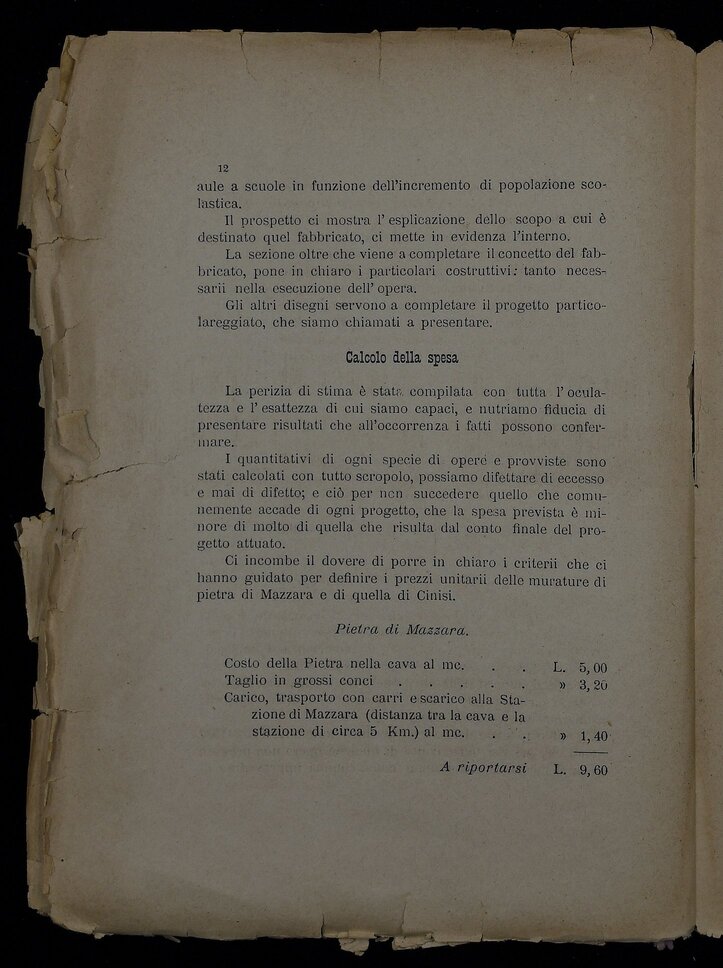 12
aule a scuole in funzione dell'incremento di popolazione sco-
lastica.
Il prospetto ci mostra l' esplicazione dello scopo a cui è
destinato quel fabbricato, ci mette in evidenza l'interno.
La sezione oltre che viene a completare il concetto del fab-
bricato, pone in chiaro i particolari costruttivi: tanto neces-
sarii nella esecuzione dell' opera.
Gli altri disegni servono a completare il progetto partico-
lareggiato, che siamo chiamati a presentare.
Calcolo della spesa
La perizia di stima è stata compilata con tutta l' ocula-
tezza e l' esattezza di cui siamo capaci, e nutriamo fiducia di
presentare risultati che all'occorrenza i fatti possono confer-
mare.
I quantitativi di ogni specie di opere e provviste sono
stati calcolati con tutto scropolo, possiamo difettare di eccesso
e mai di difetto; e ciò per non succedere quello che comu-
nemente accade di ogni progetto, che la spesa prevista è mi-
nore di molto di quella che risulta dal conto finale del pro-
getto attuato.
Ci incombe il dovere di porre in chiaro i criterii che ci
hanno guidato per definire i prezzi unitarii delle murature di
pietra di Mazzara e di quella di Cinisi.
Pietra di Mazzara.
Costo della Pietra nella cava al mc. . . L. 5,00
Taglio in grossi conci . . . . . » 3,20
Carico, trasporto con carri e scarico alla Sta-
zione di Mazzara (distanza tra la cava e la
stazione di circa 5 Km.) al mc. . . » 1,40
A riportarsi L. 9,60